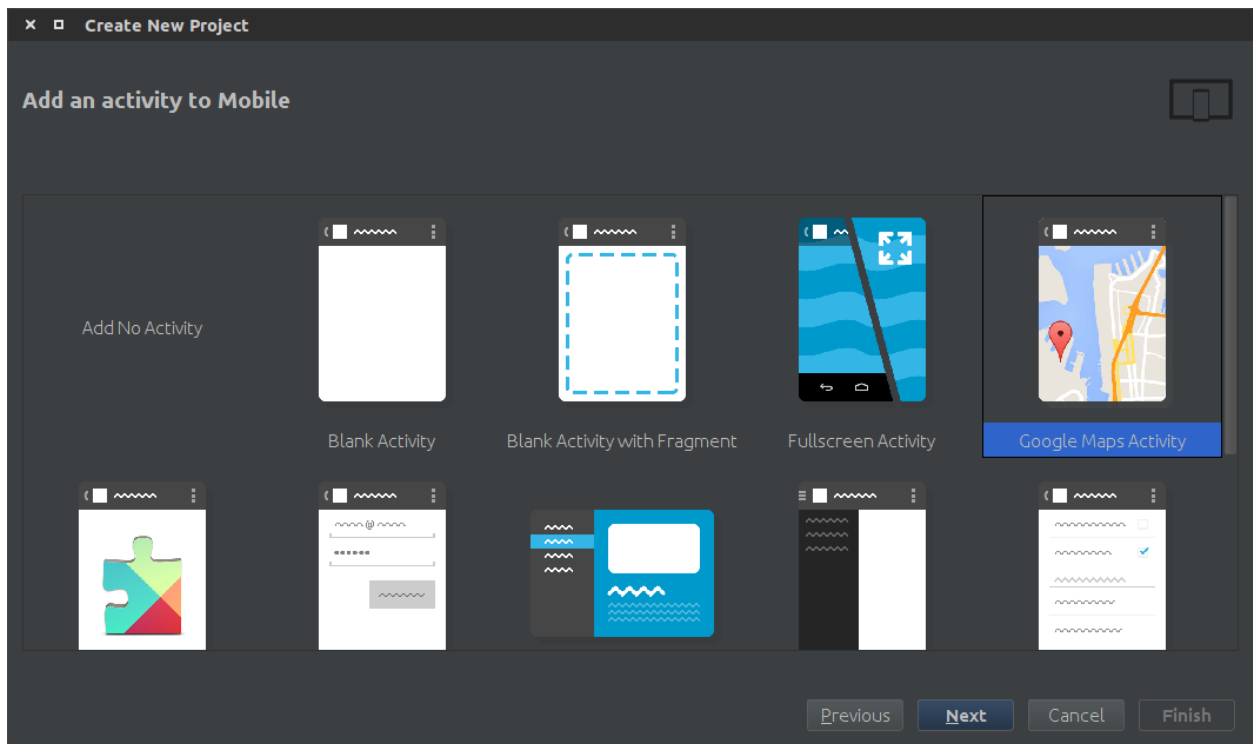 Create New Project
Add an activity to Mobile
Add No Activity
Blank Activity
Blank Activity with Fragment
Fullscreen Activity
Google Maps Activity
@
Previous
Next
Cancel
Finish